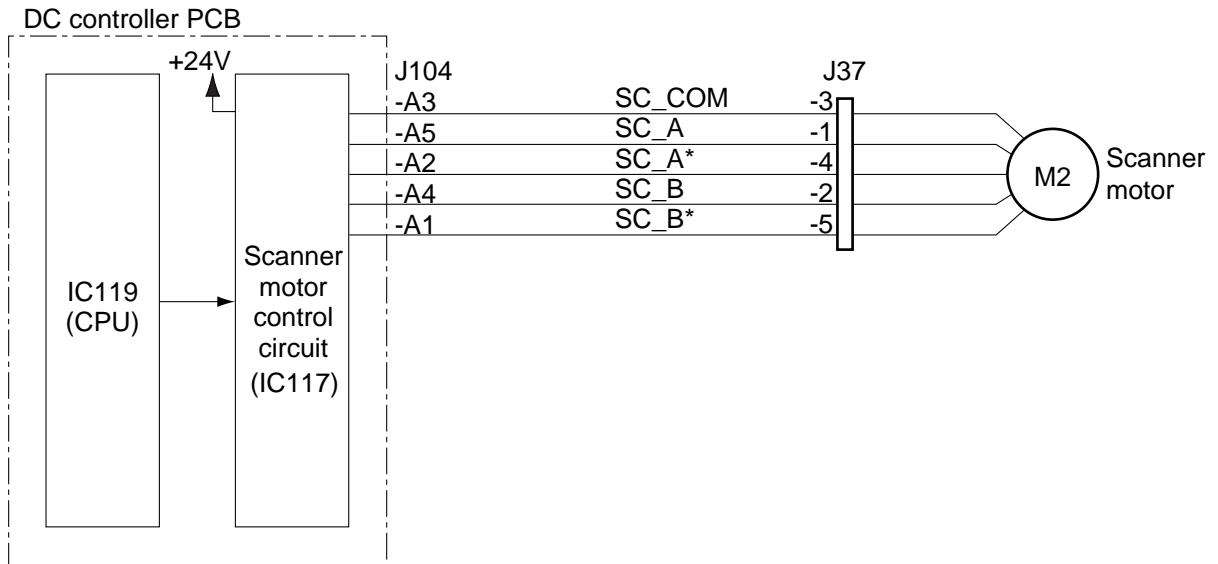 DC controller PCB
+24V
J104
J37
-A3 SC_COM -3
-A5 SC_A -1
-A2 SC_A* -4
-A4 SC_B -2
-A1 SC_B* -5
M2
Scanner
motor
IC119
(CPU)
Scanner
motor
control
circuit
(IC117)